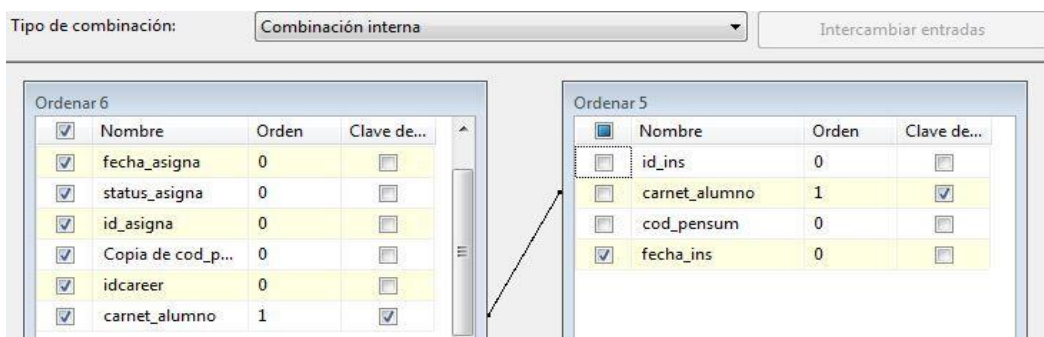 Tipo de combinación: Combinación interna Intercambiar entradas
Ordenar 6
Nombre Orden Clave de...
fecha_asigna 0
status_asigna 0
id_asigna 0
Copia de cod_p... 0
idcareer 0
carnet_alumno 1
Ordenar 5
Nombre Orden Clave de...
id_ins 0
carnet_alumno 1
cod_pensum 0
fecha_ins 0